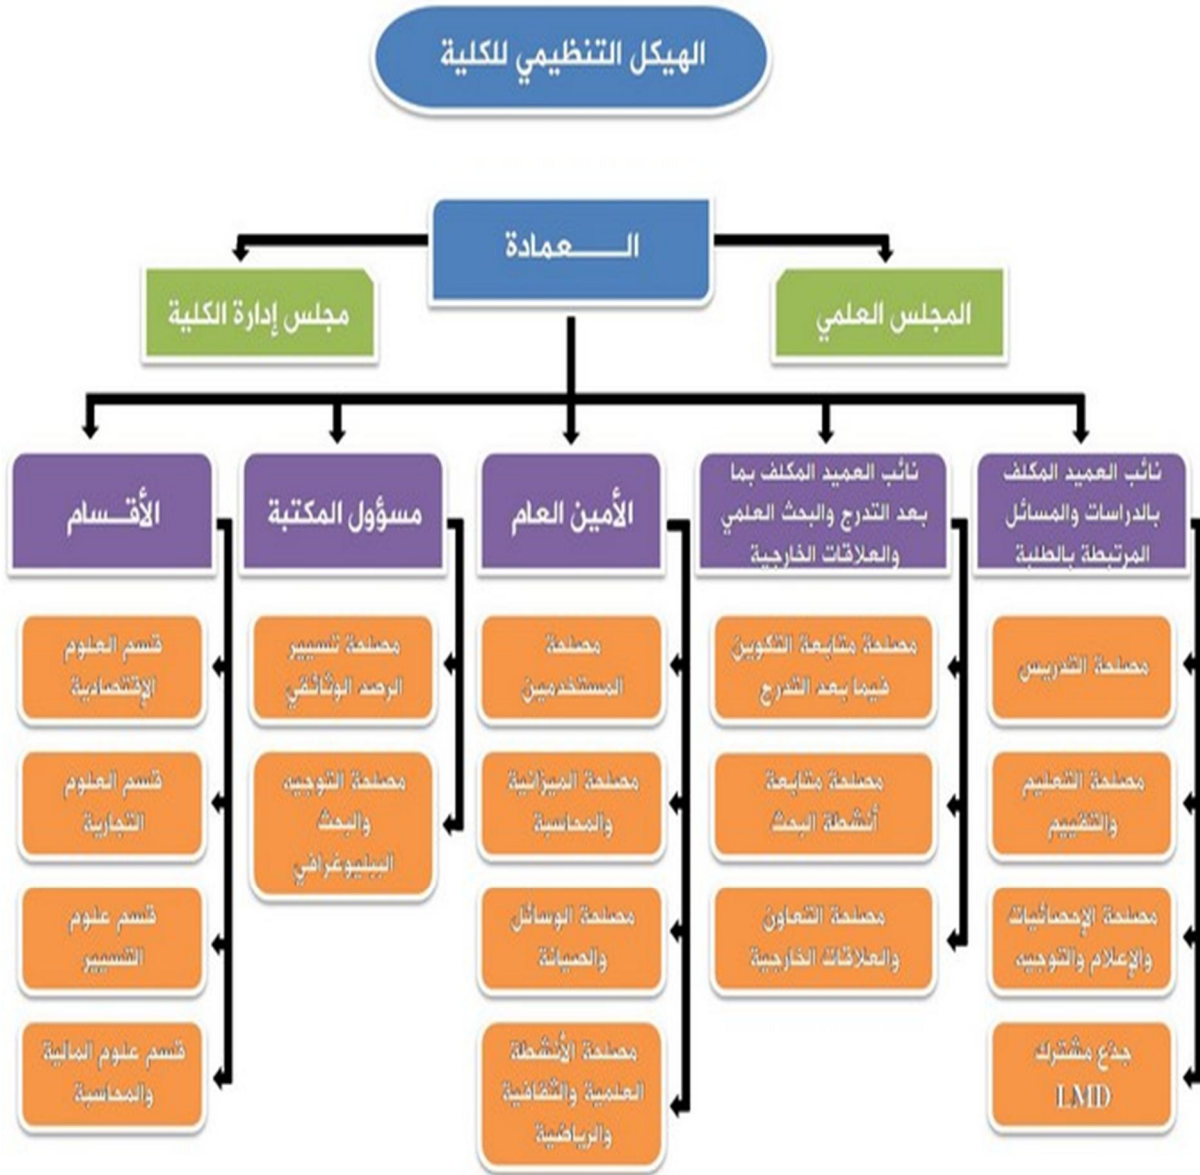 الهيكل التنظيمي للكلية
العمادة
المجلس العلمي
مجلس إدارة الكلية
نائب العميد المكلف
بالدراسات والمسائل
المرتبطة بالطلبة
نائب العميد المكلف بما
بعد التدرج والبحث العلمي
والعلاقات الخارجية
الأمين العام
مسؤول المكتبة
الأقسام
مصلحة التدريس
مصلحة التعليم
والتقييم
مصلحة الإحصائيات
والإعلام والتوجيه
جذع مشترك
LMD
مصلحة متابعة التكوين
فيما بعد التدرج
مصلحة متابعة
أنشطة البحث
مصلحة التعاون
والعلاقات الخارجية
مصلحة
المستخدمين
مصلحة الميزانية
والمحاسبة
مصلحة الوسائل
والصيانة
مصلحة الأنشطة
العلمية والثقافية
والرياضية
مصلحة تسيير
الرصد الوثائقي
مصلحة التوجيه
والبحث
الببليوغرافي
قسم العلوم
الإقتصادية
قسم العلوم
التجارية
قسم علوم
التسيير
قسم علوم المالية
والمحاسبة